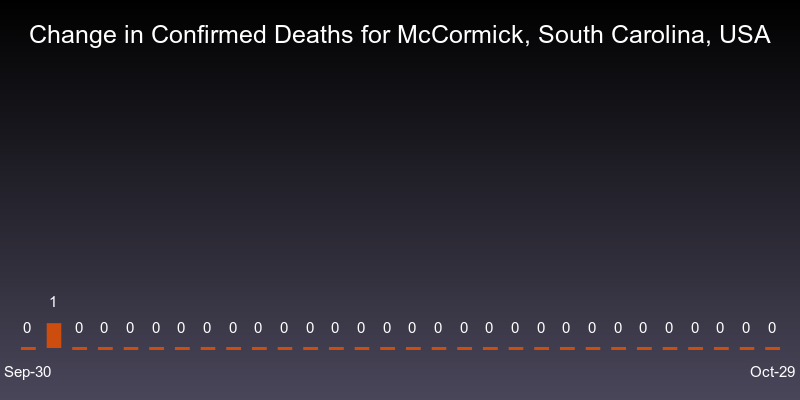 Change in Confirmed Deaths for McCormick, South Carolina, USA
1
0 0 0 0 0 0 0 0 0 0 0 0 0 0 0 0 0 0 0 0 0 0 0 0 0 0 0 0 0
Sep-30 Oct-29